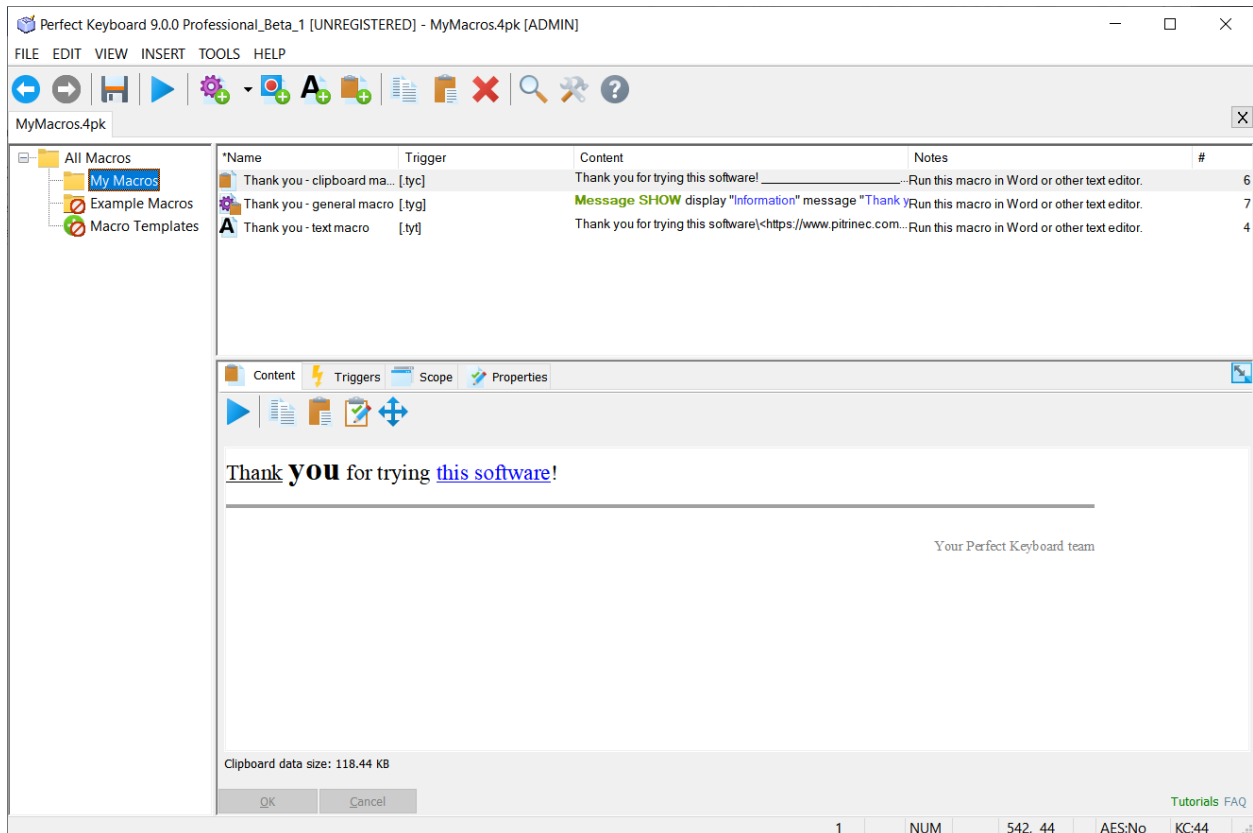 Perfect Keyboard 9.0.0 Professional_Beta_1 [UNREGISTERED] - MyMacros.4pk [ADMIN]
FILE EDIT VIEW INSERT TOOLS HELP
MyMacros.4pk
All Macros
My Macros
Example Macros
Macro Templates
*Name Trigger Content Notes #
Thank you - clipboard ma... [.tyc] Thank you for trying this software! ______________________... Run this macro in Word or other text editor. 6
Thank you - general macro [.tyg] Message SHOW display "Information" message "Thank y Run this macro in Word or other text editor. 7
Thank you - text macro [.tyt] Thank you for trying this software\<https://www.pitrinec.com... Run this macro in Word or other text editor. 4
Content Triggers Scope Properties
Thank you for trying this software!
Your Perfect Keyboard team
Clipboard data size: 118.44 KB
OK Cancel
Tutorials FAQ
1 NUM 542, 44 AES:No KC:44